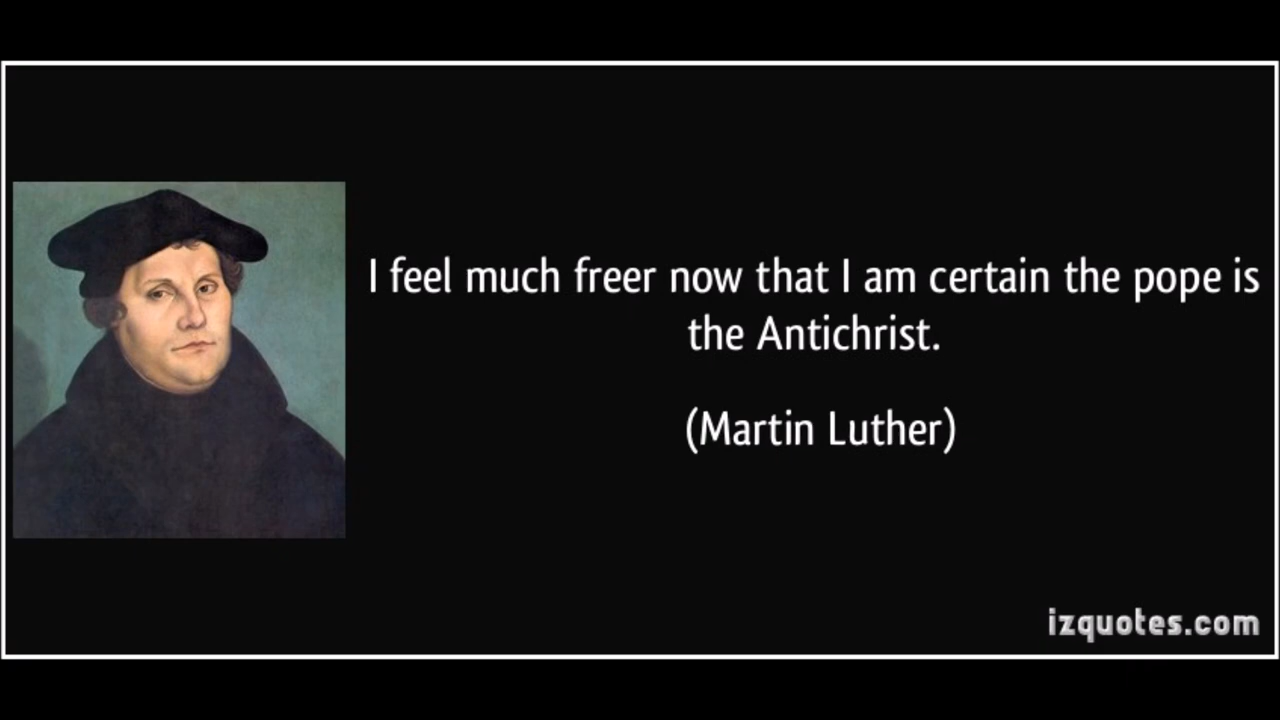 I feel much freer now that I am certain the pope is
the Antichrist.
(Martin Luther)
izquotes.com